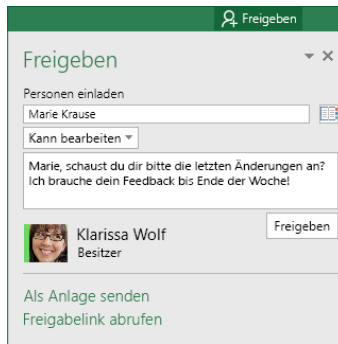 Freigeben
Freigeben
Personen einladen
Marie Krause
Kann bearbeiten
Marie, schaust du dir bitte die letzten Änderungen an?
Ich brauche dein Feedback bis Ende der Woche!
Freigeben
Klarissa Wolf
Besitzer
Als Anlage senden
Freigabelink abrufen